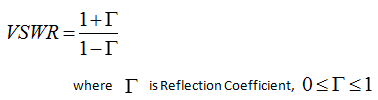 VSWR = 1+Γ / 1−Γ
where Γ is Reflection Coefficient, 0≤Γ≤1